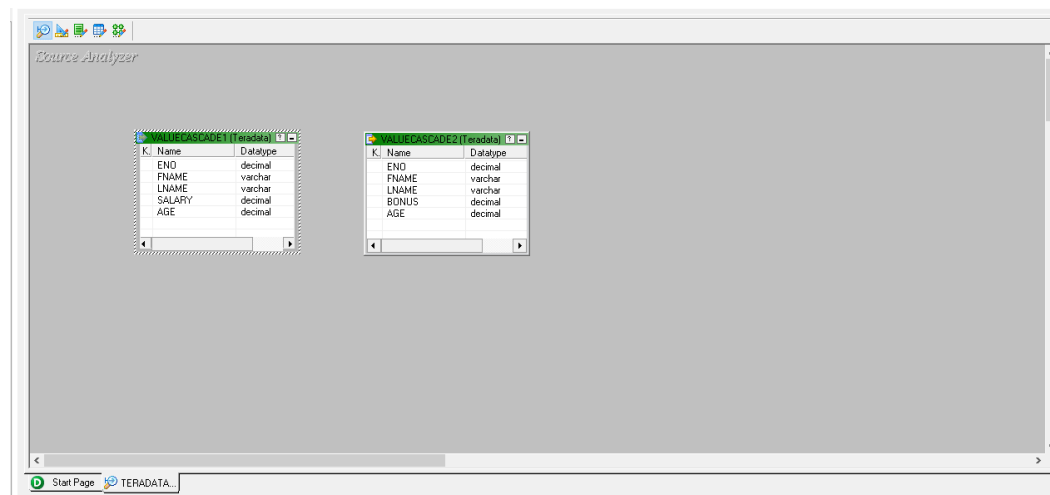 Source Analyzer
VALUECASCADE1 (Teradata)
K. Name Datatype
ENO decimal
FNAME varchar
LNAME varchar
SALARY decimal
AGE decimal
VALUECASCADE2 (Teradata)
K. Name Datatype
ENO decimal
FNAME varchar
LNAME varchar
BONUS decimal
AGE decimal
D Start Page TERADATA...